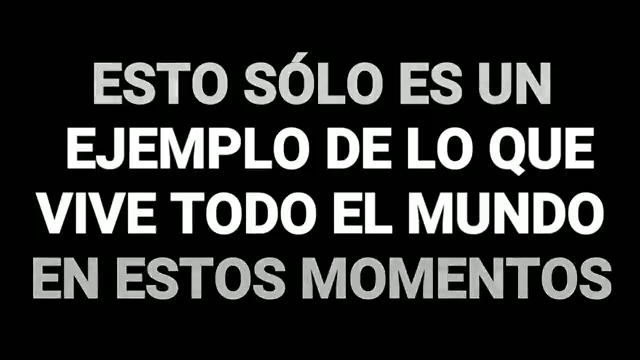 ESTO SÓLO ES UN
EJEMPLO DE LO QUE
VIVE TODO EL MUNDO
EN ESTOS MOMENTOS